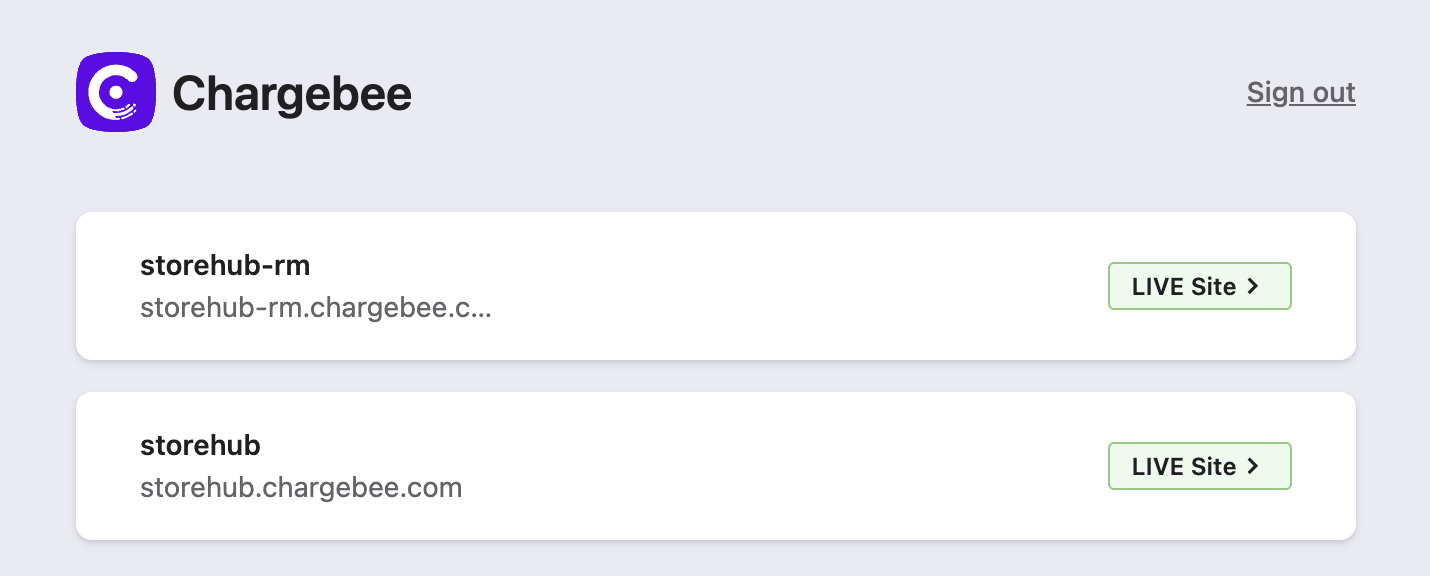 Chargebee
Sign out
storehub-rm
storehub-rm.chargebee.c...
LIVE Site
storehub
storehub.chargebee.com
LIVE Site